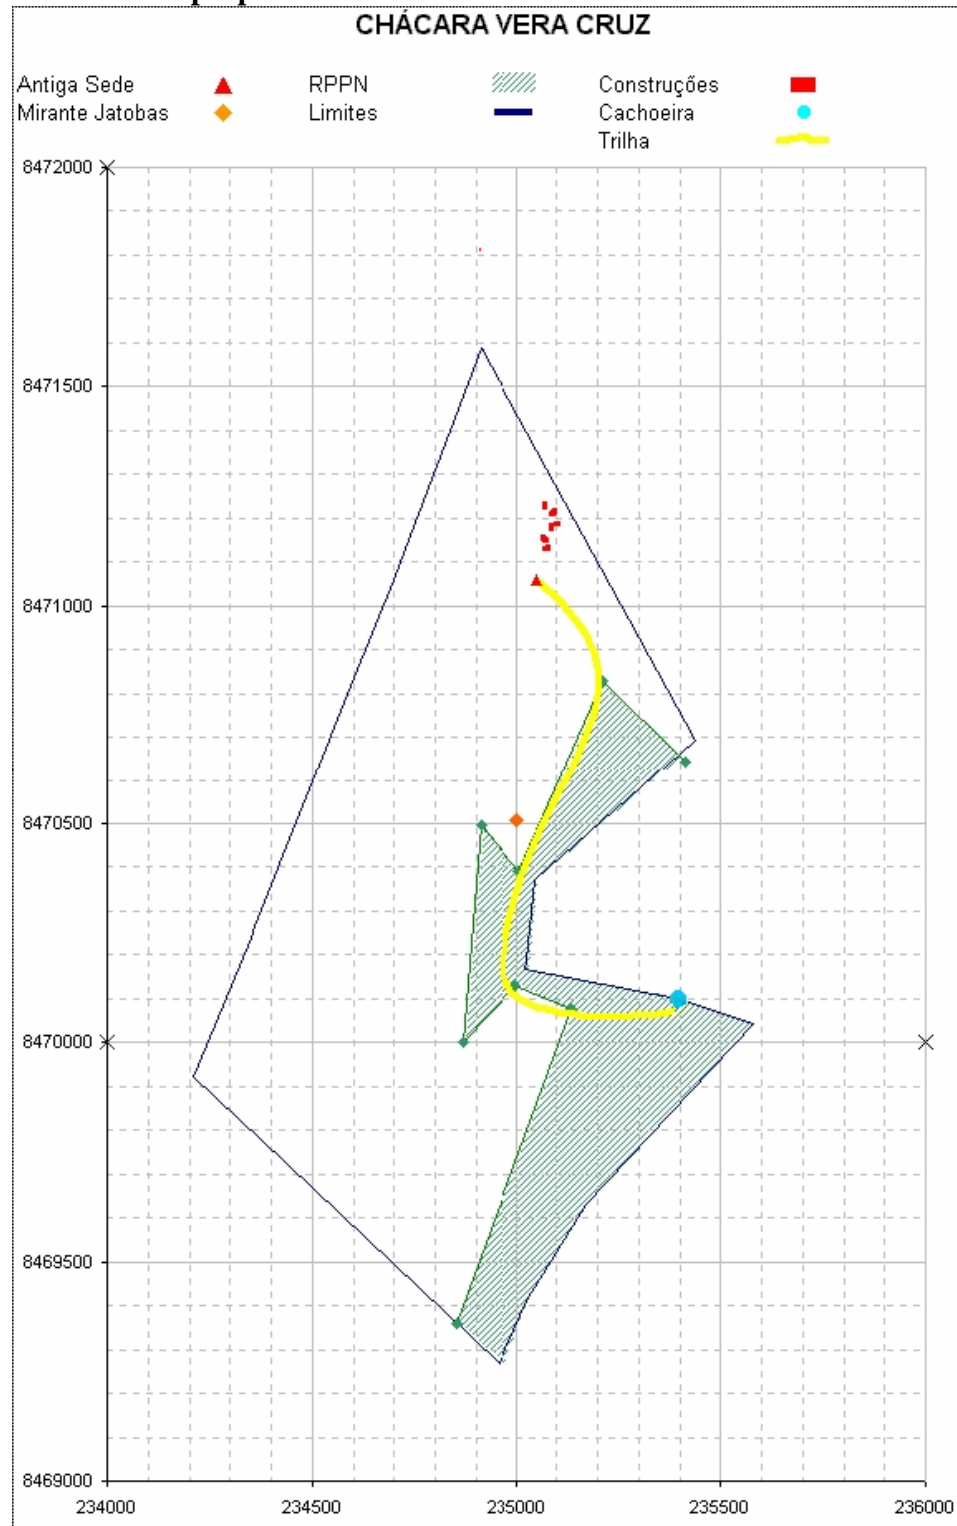 CHÁCARA VERA CRUZ
Antiga Sede RPPN Construções
Mirante Jatobas Limites Cachoeira
Trilha
8472000
8471500
8471000
8470500
8470000
8469500
8469000
234000 234500 235000 235500 236000